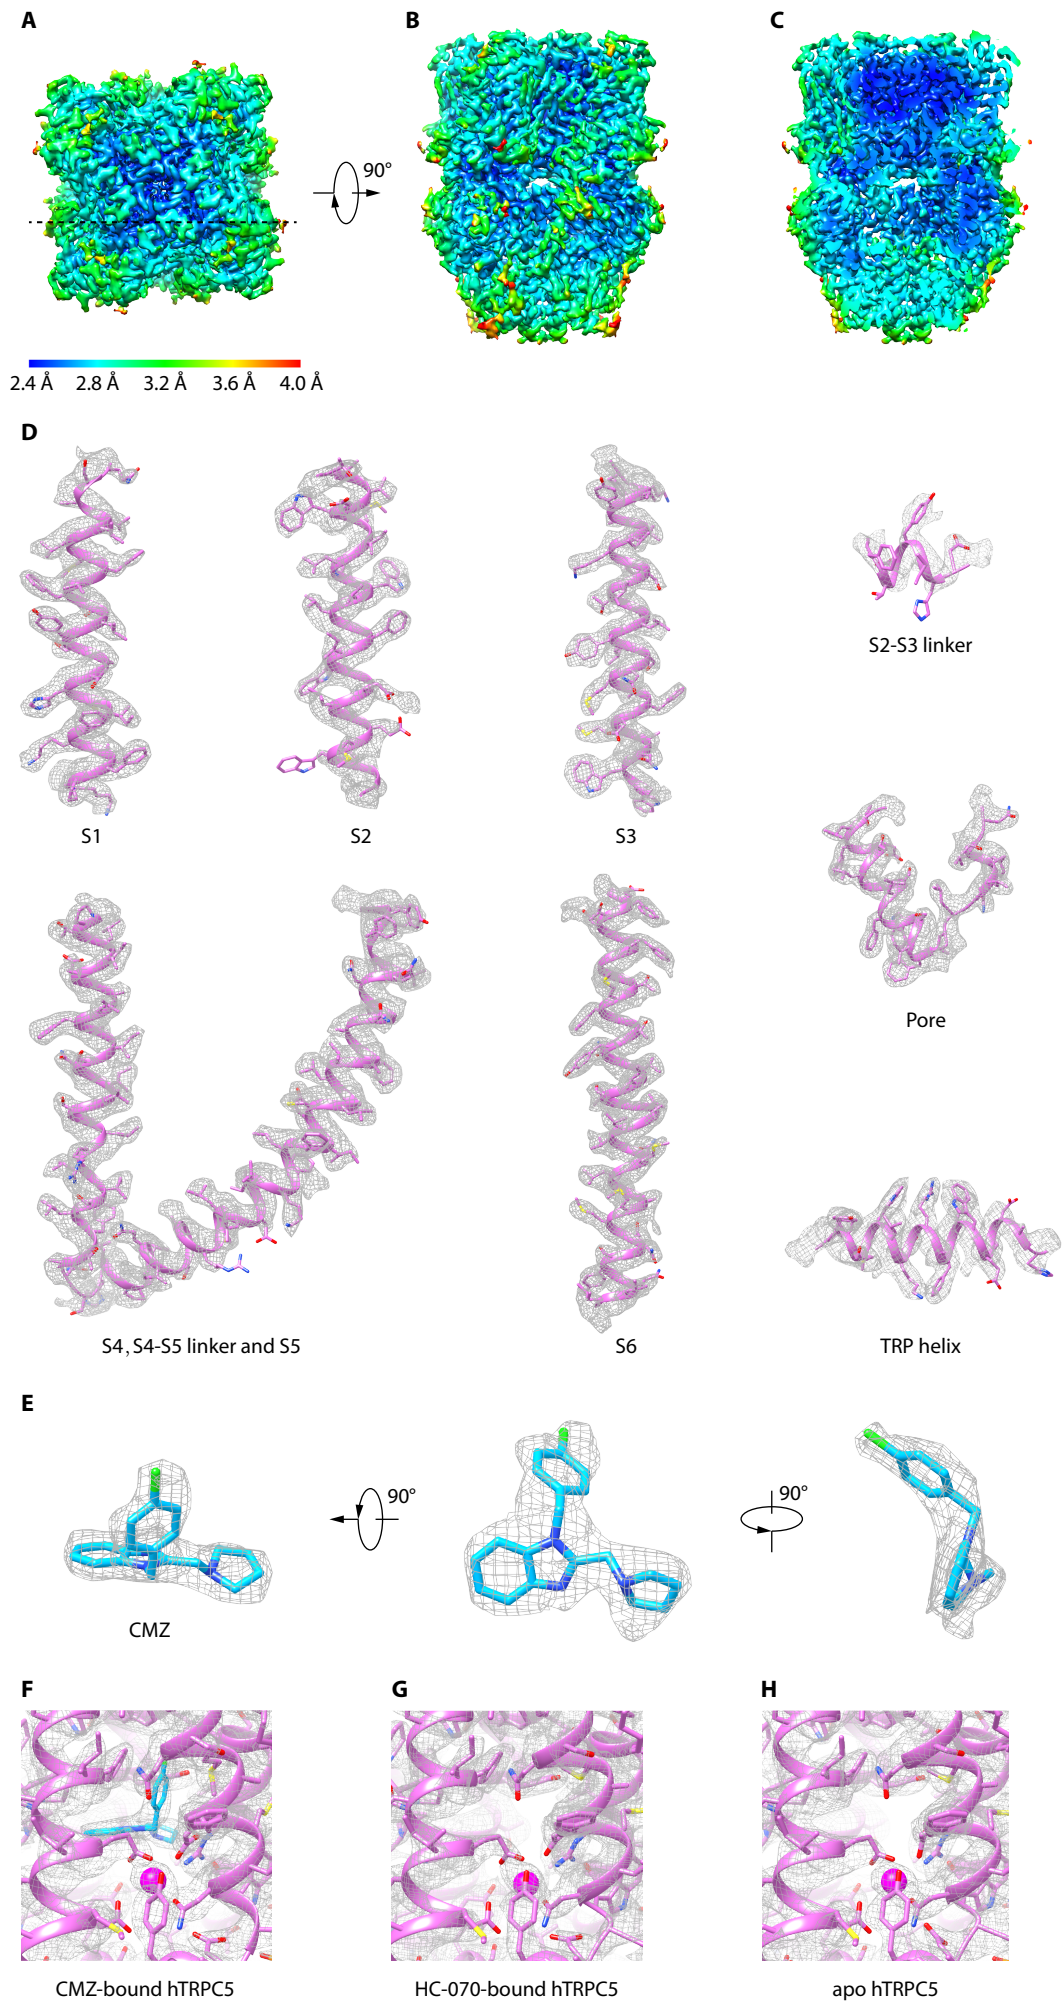 A
B
C
90°
2.4 Å 2.8 Å 3.2 Å 3.6 Å 4.0 Å
D
S1
S2
S3
S2-S3 linker
Pore
S4, S4-S5 linker and S5
S6
TRP helix
E
90°
90°
CMZ
F
G
H
CMZ-bound hTRPC5
HC-070-bound hTRPC5
apo hTRPC5